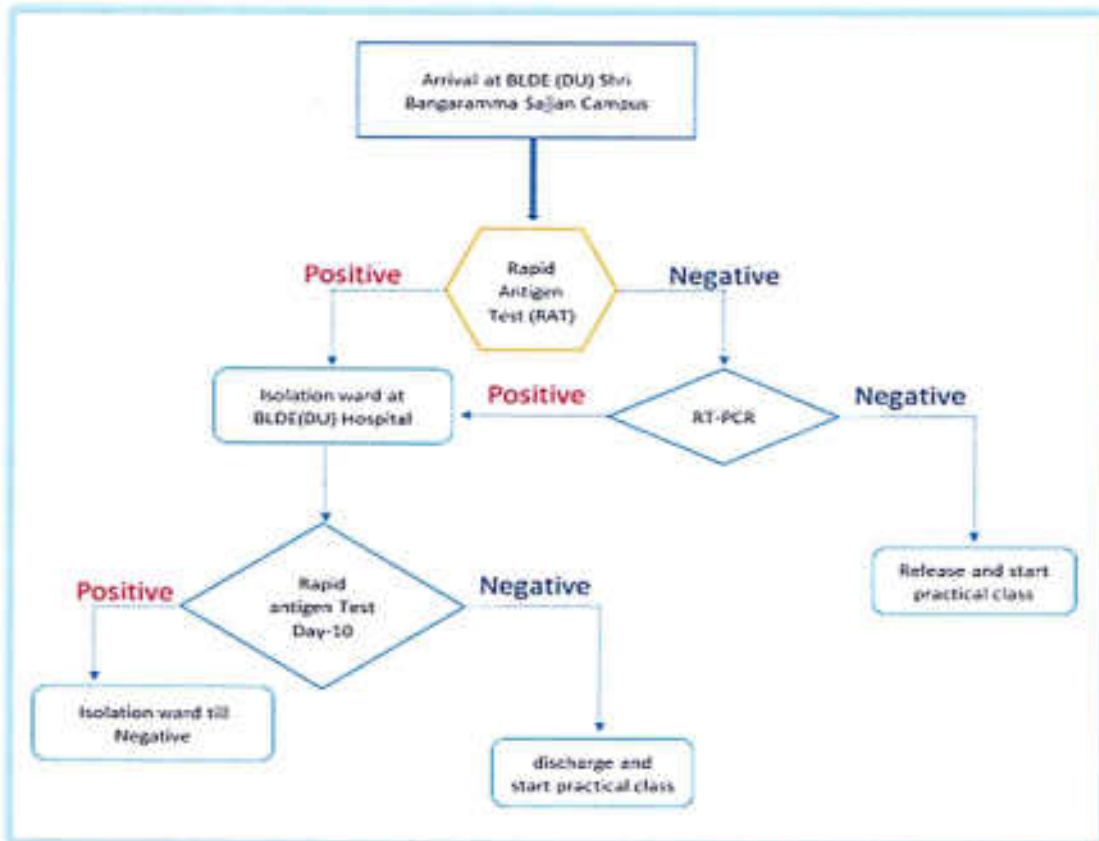 Arrival at BLDE (DU) Shri
Bangaramma Sajjan Campus
Rapid
Antigen
Test (RAT)
Positive
Negative
Isolation ward at
BLDE(DU) Hospital
Positive
RT-PCR
Negative
Release and start
practical class
Rapid
antigen Test
Day-10
Positive
Negative
Isolation ward till
Negative
discharge and
start practical class